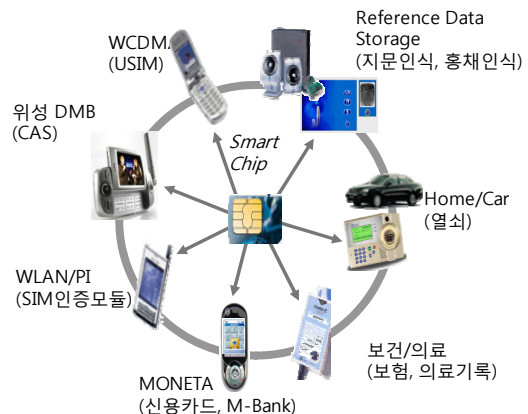 Reference Data
Storage
(지문인식, 홍채인식)
WCDMA
(USIM)
위성 DMB
(CAS)
Smart
Chip
Home/Car
(열쇠)
WLAN/PI
(SIM인증모듈)
보건/의료
(보험, 의료기록)
MONETA
(신용카드, M-Bank)